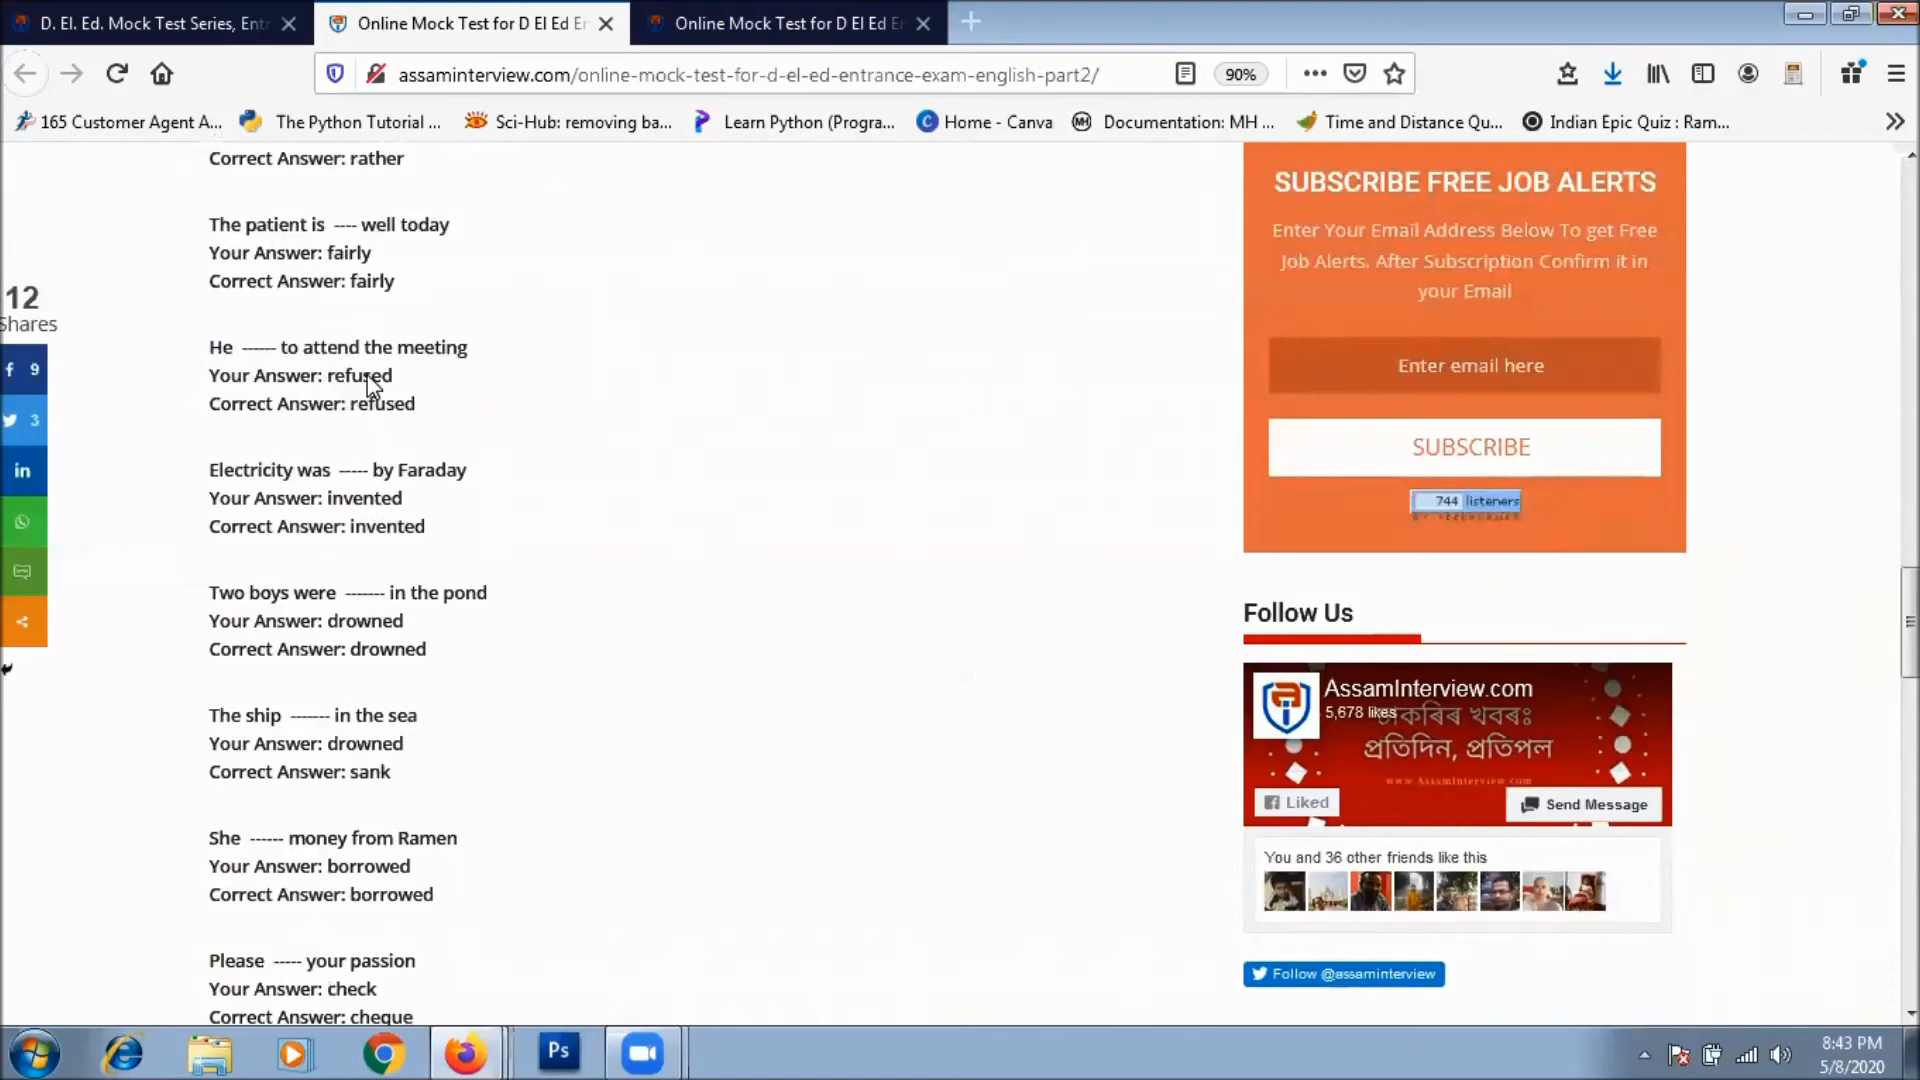 D. El. Ed. Mock Test Series, Entr
Online Mock Test for D El Ed En
Online Mock Test for D El Ed En
assaminterview.com/online-mock-test-for-d-el-ed-entrance-exam-english-part2/
90%
165 Customer Agent A...
The Python Tutorial ...
Sci-Hub: removing ba...
Learn Python (Progra...
Home - Canva
Documentation: MH ...
Time and Distance Qu...
Indian Epic Quiz : Ram...
Correct Answer: rather
The patient is ---- well today
Your Answer: fairly
Correct Answer: fairly
He ------ to attend the meeting
Your Answer: refused
Correct Answer: refused
Electricity was ----- by Faraday
Your Answer: invented
Correct Answer: invented
Two boys were ------- in the pond
Your Answer: drowned
Correct Answer: drowned
The ship ------- in the sea
Your Answer: drowned
Correct Answer: sank
She ------ money from Ramen
Your Answer: borrowed
Correct Answer: borrowed
Please ----- your passion
Your Answer: check
Correct Answer: cheque
12
Shares
9
3
SUBSCRIBE FREE JOB ALERTS
Enter Your Email Address Below To get Free
Job Alerts. After Subscription Confirm it in
your Email
Enter email here
SUBSCRIBE
744 listeners
Follow Us
AssamInterview.com
5,678 likes
চাকৰিৰ খবৰঃ
প্ৰতিদিন, প্ৰতিপল
www.AssamInterview.com
Liked
Send Message
You and 36 other friends like this
Follow @assaminterview
Ps
8:43 PM
5/8/2020